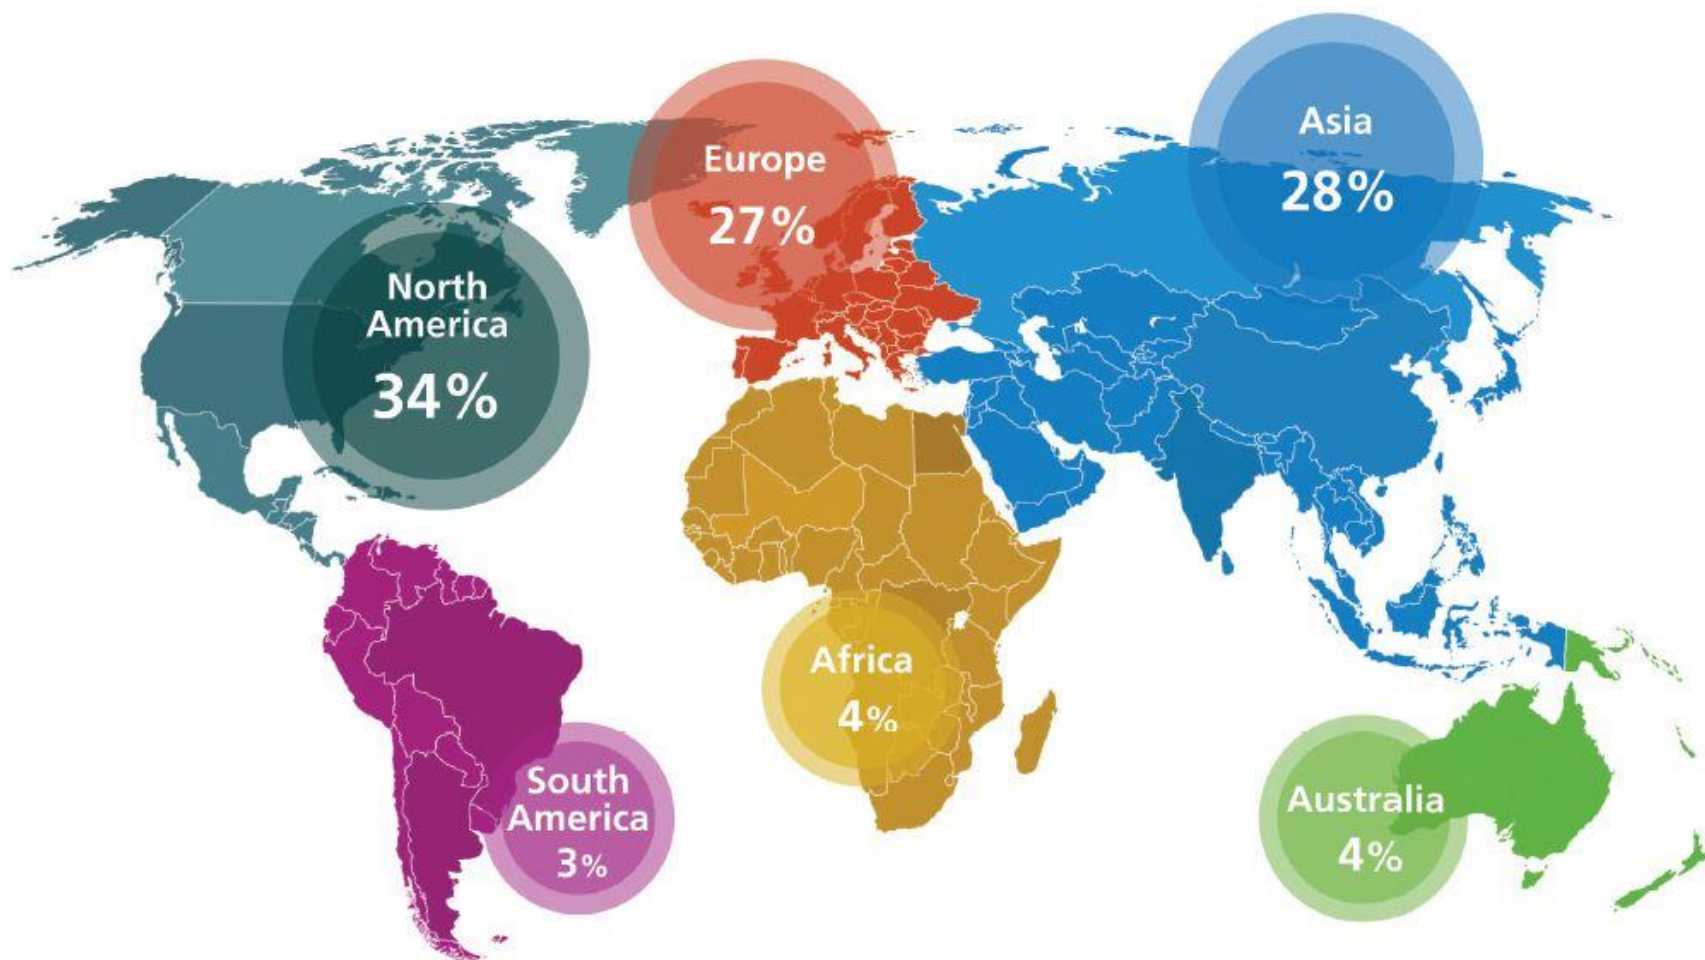 Asia
28%
Europe
27%
North
America
34%
Africa
4%
South
America
3%
Australia
4%